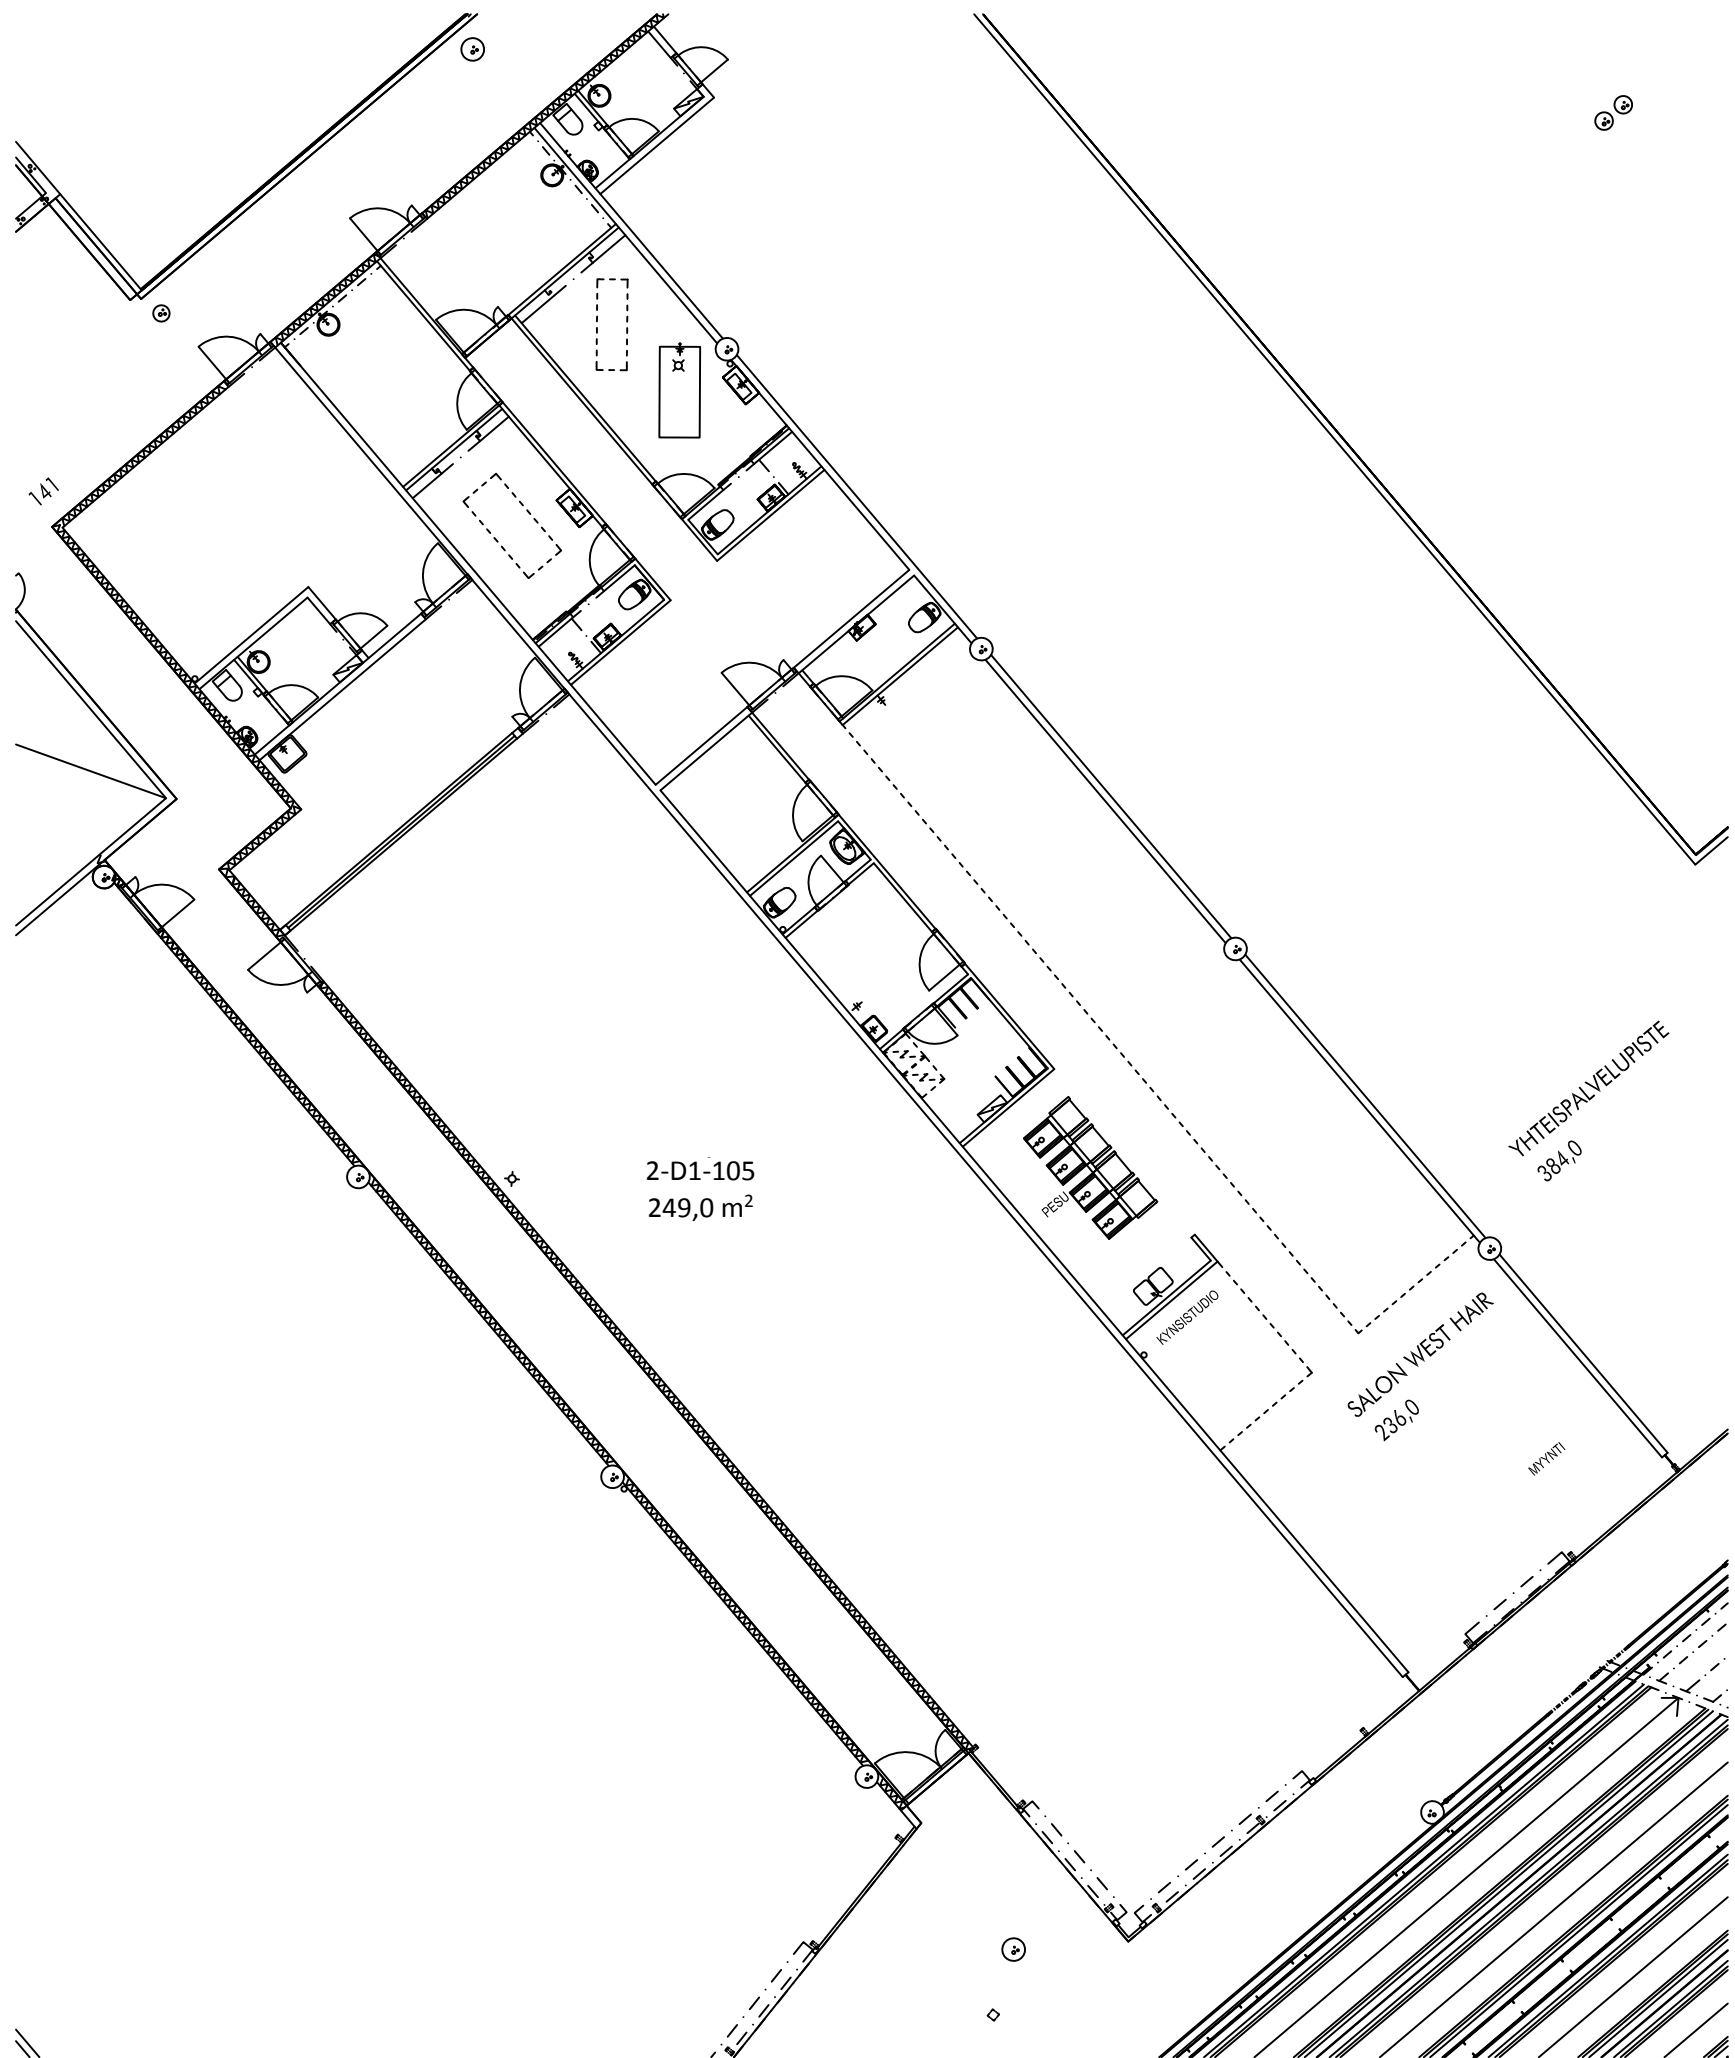 141
2-D1-105
249,0 m²
YHTEISPALVELUPISTE
384,0
PESU
KYNSISTUDIO
SALON WEST HAIR
236,0
MYYNTI